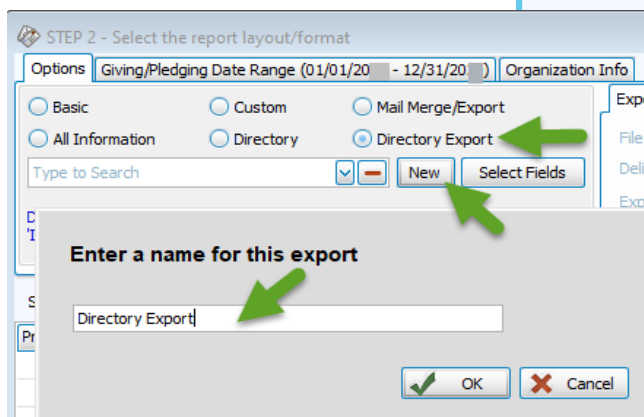 STEP 2 - Select the report layout/format
Options Giving/Pledging Date Range (01/01/20 - 12/31/20 ) Organization Info
Basic Custom Mail Merge/Export
All Information Directory Directory Export
Type to Search New Select Fields
File
Enter a name for this export
Directory Export
OK Cancel